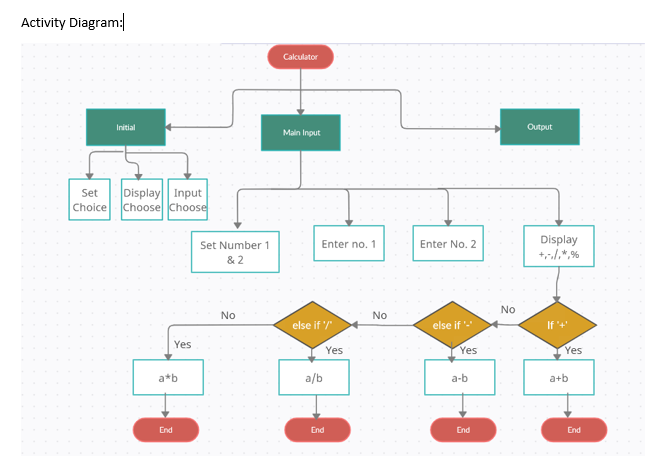 Activity Diagram:
Calculator
Initial
Main Input
Output
Set
Choice
Display
Choose
Input
Choose
Set Number 1
& 2
Enter no. 1
Enter No. 2
Display
+,-,/,*,%
No
No
No
else if '/'
else if '-'
If '+'
Yes
Yes
Yes
Yes
a*b
a/b
a-b
a+b
End
End
End
End